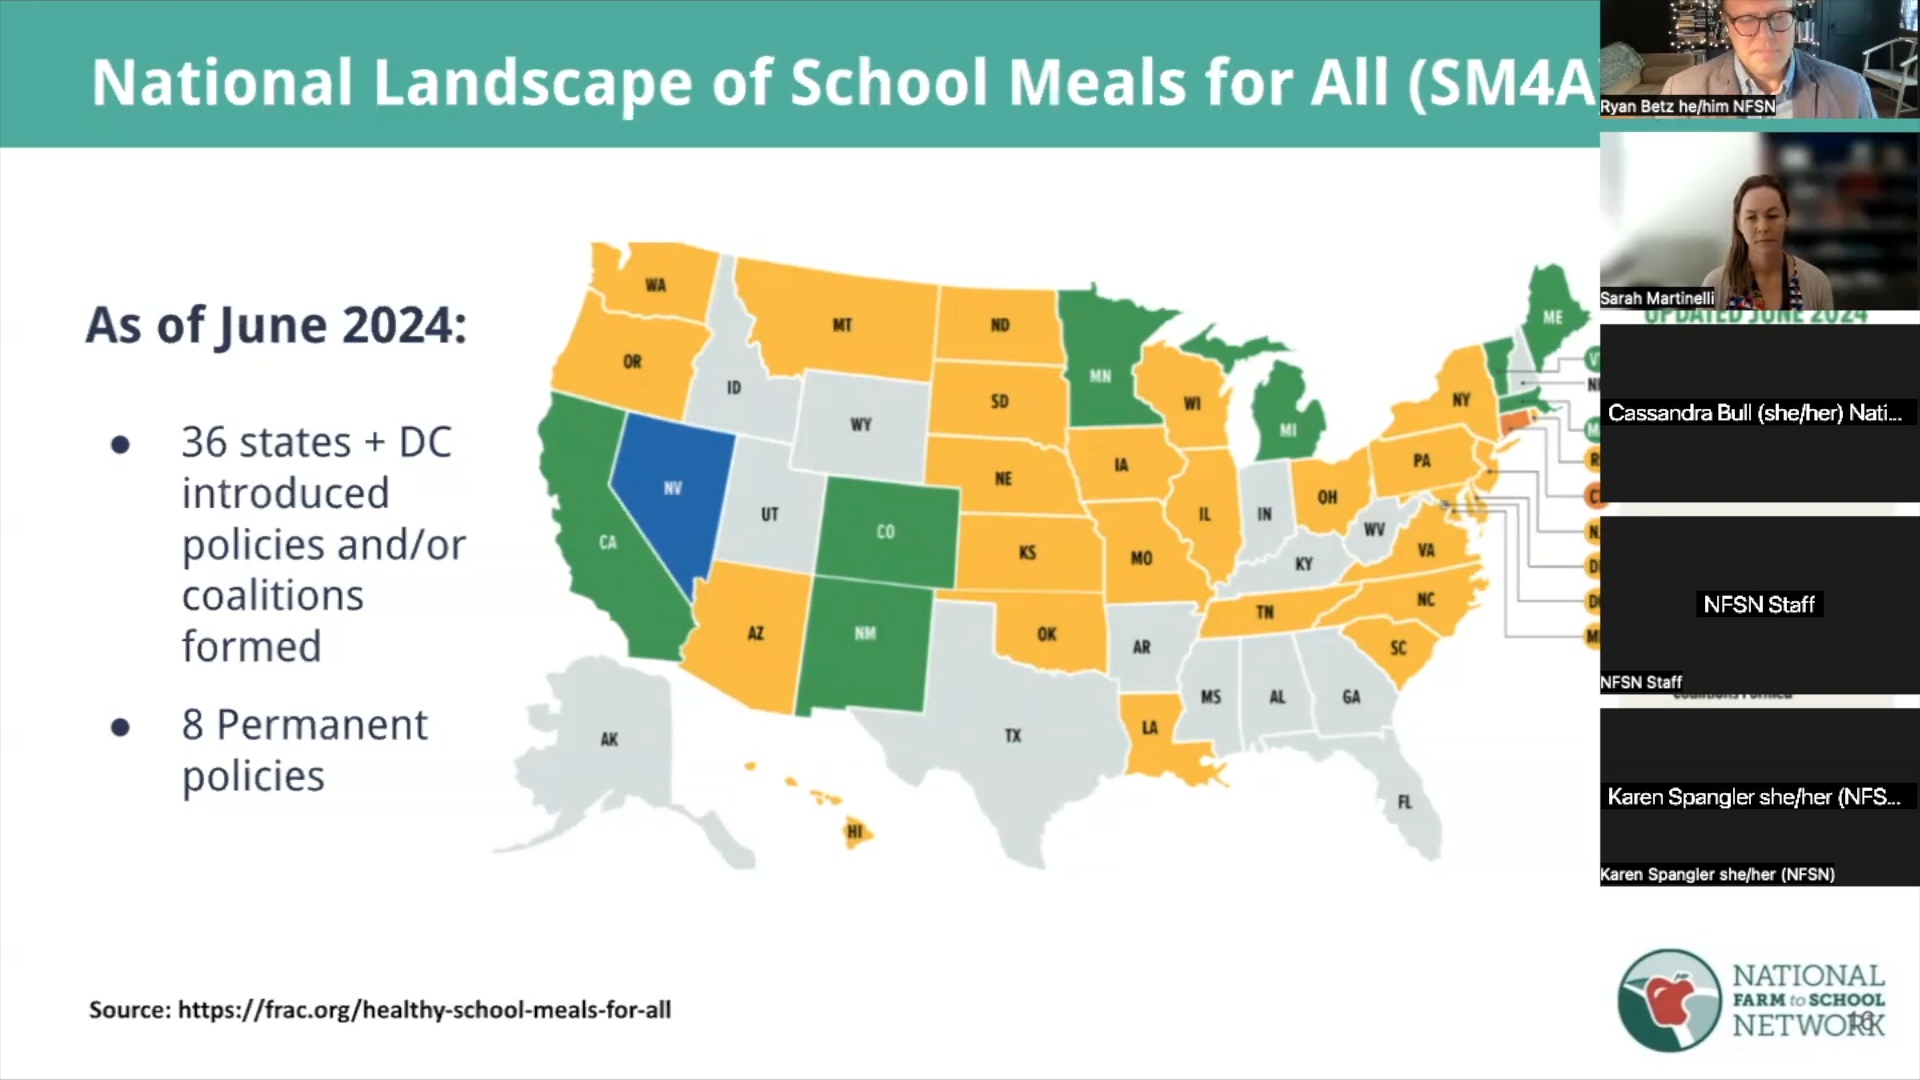 National Landscape of School Meals for All (SM4A
Ryan Betz he/him NFSN
Sarah Martinelli
UPDATED JUNE 2024
As of June 2024:
● 36 states + DC
introduced
policies and/or
coalitions
formed
● 8 Permanent
policies
WA
MT
ND
MN
ME
OR
ID
SD
WI
NY
WY
MI
NV
IA
PA
NE
OH
UT
CO
IL
IN
WV
CA
KS
MO
KY
VA
NC
AZ
NM
OK
TN
AR
SC
MS
AL
GA
AK
TX
LA
FL
HI
Cassandra Bull (she/her) Nati...
NFSN Staff
NFSN Staff
Karen Spangler she/her (NFS...
Karen Spangler she/her (NFSN)
Source: https://frac.org/healthy-school-meals-for-all
NATIONAL
FARM to SCHOOL
NETWORK
16